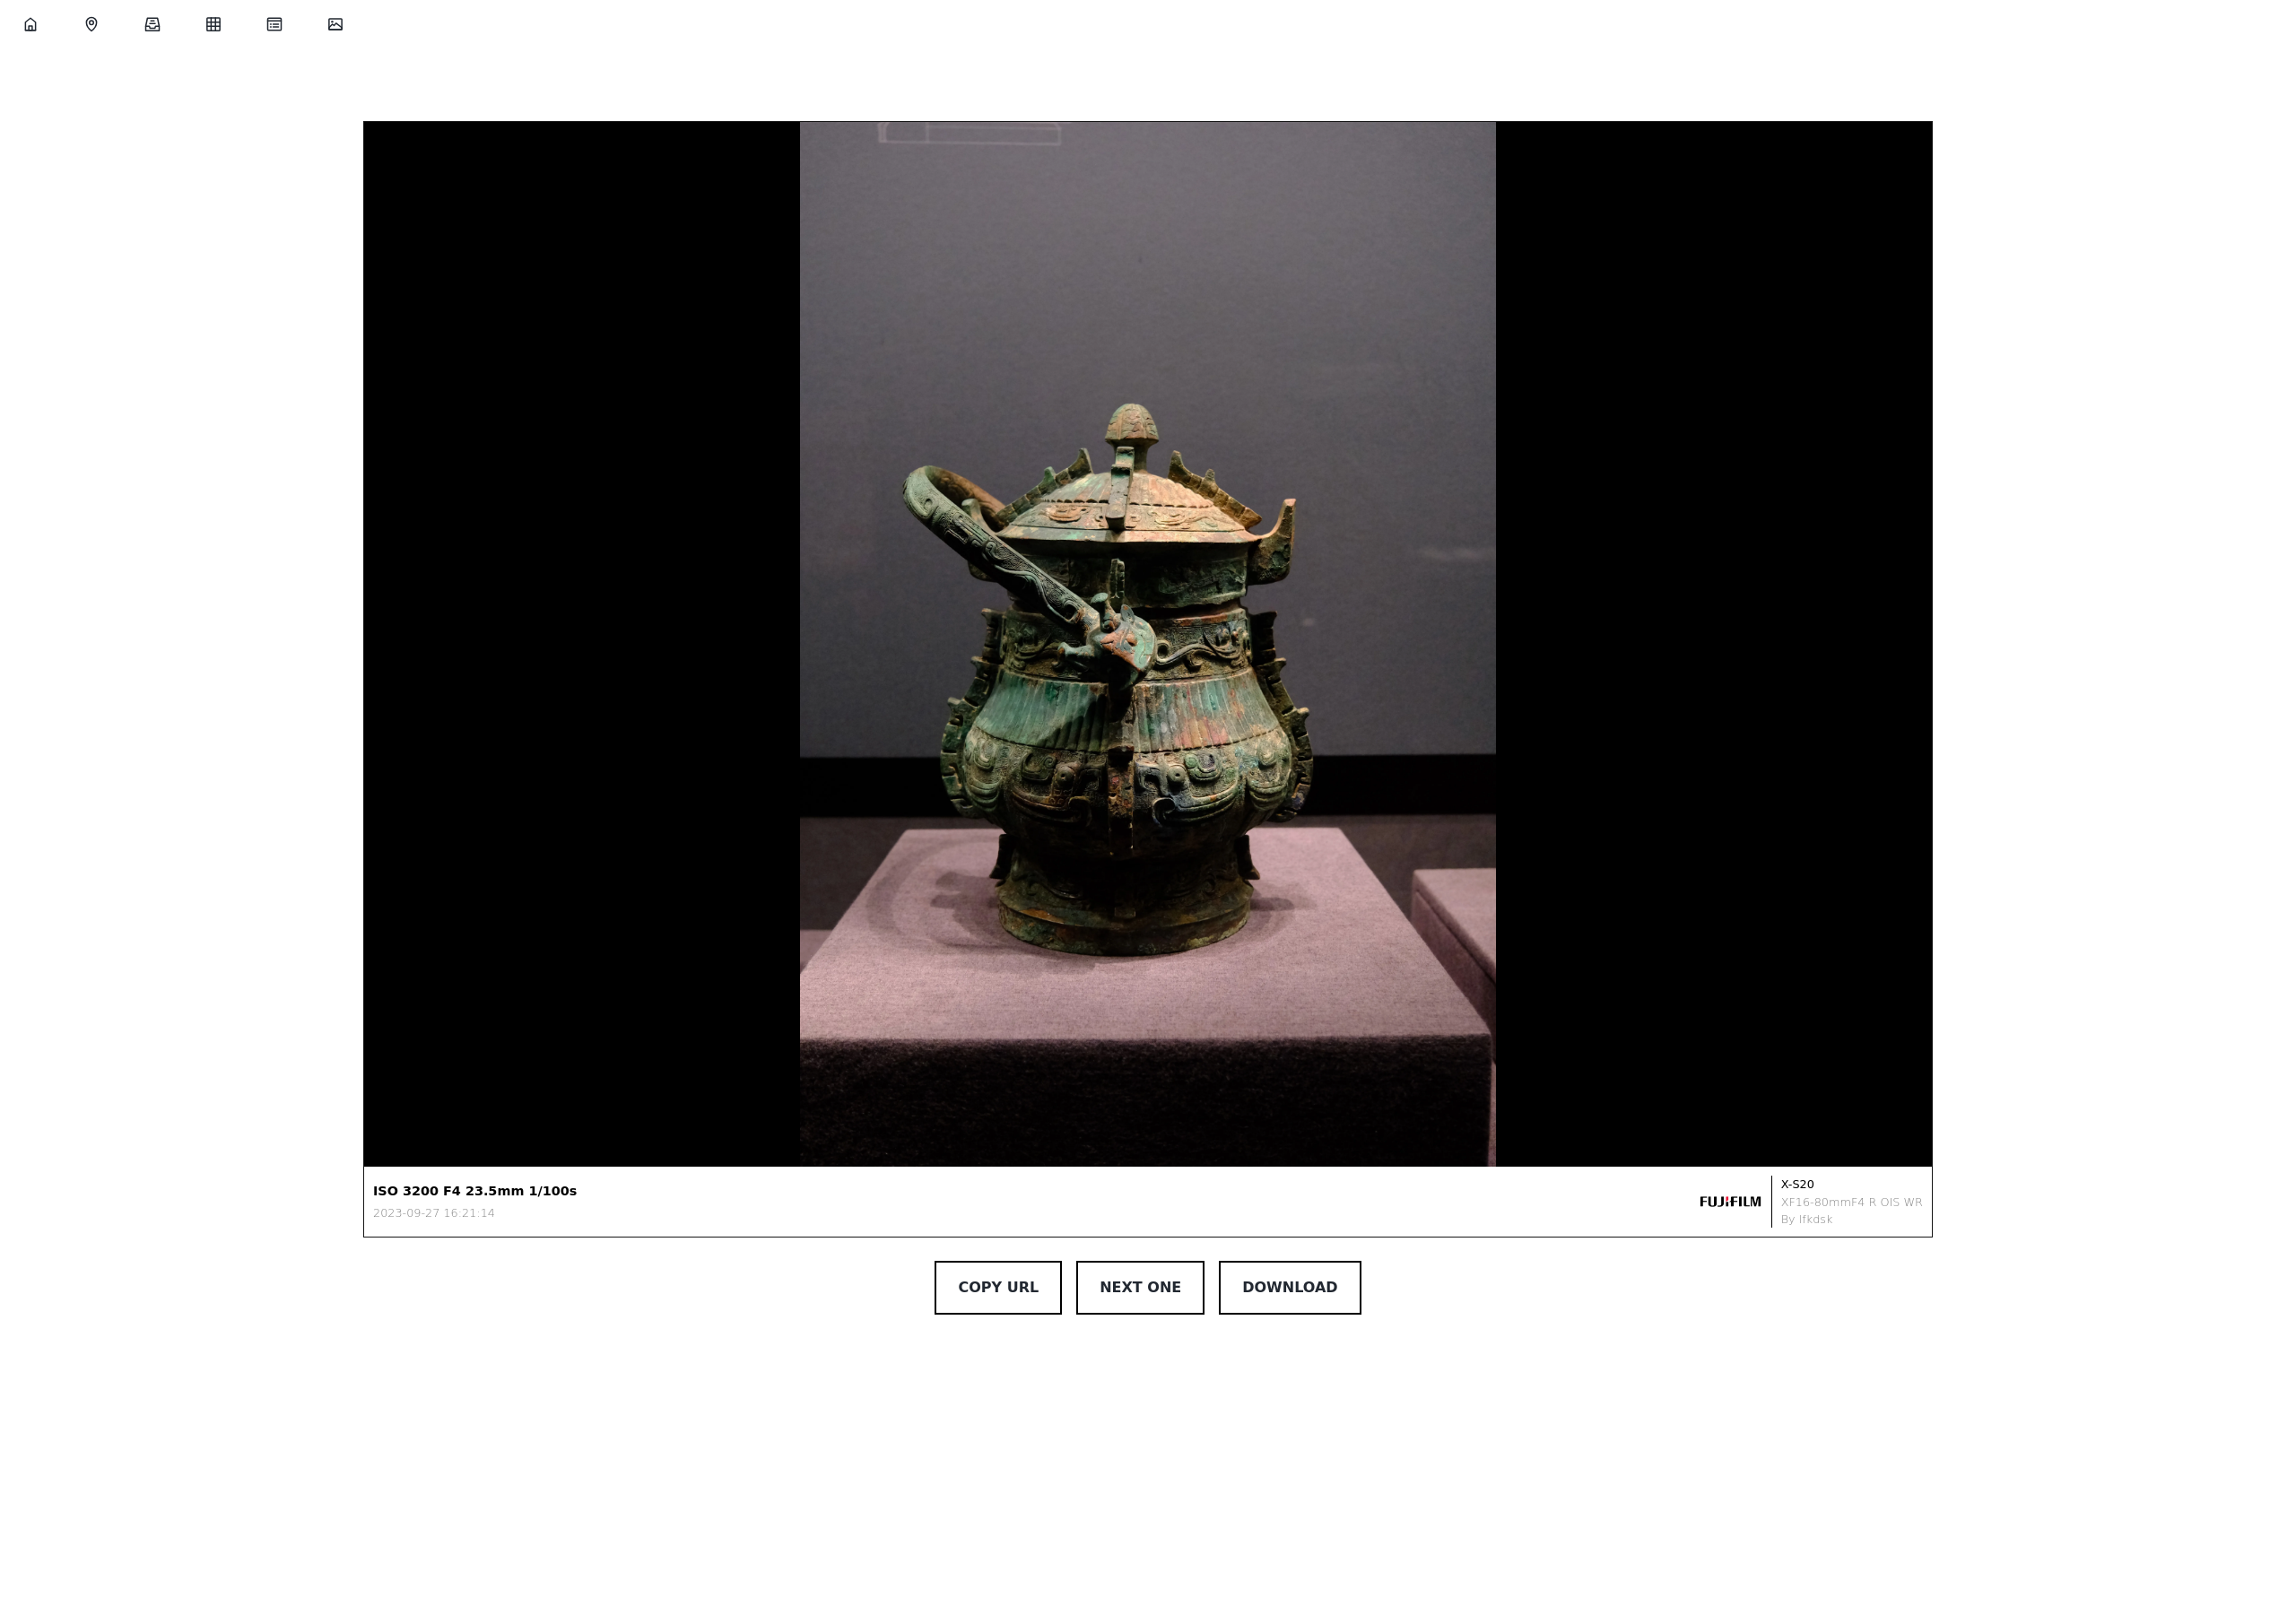 ISO 3200 F4 23.5mm 1/100s
2023-09-27 16:21:14
FUJIFILM
X-S20
XF16-80mmF4 R OIS WR
By lfkdsk
COPY URL
NEXT ONE
DOWNLOAD